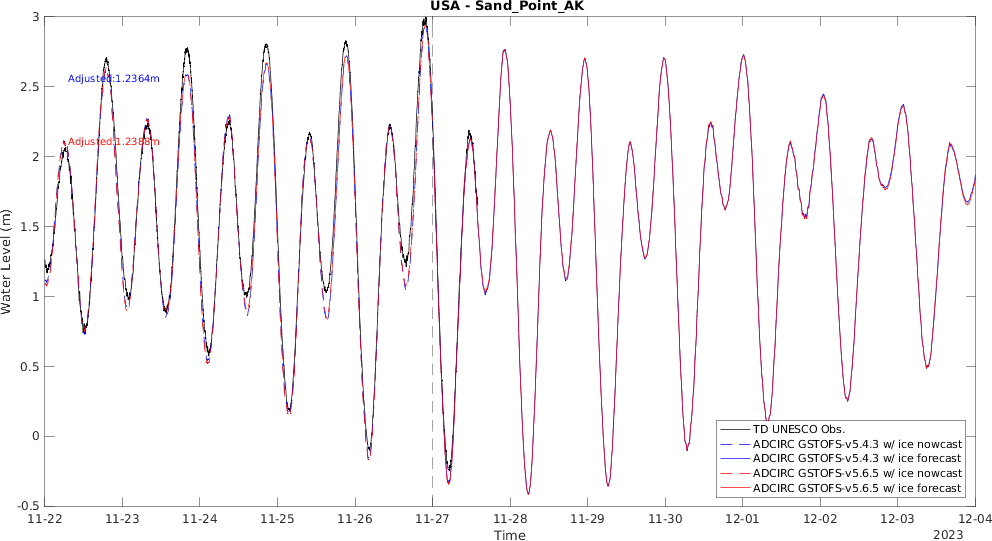 USA - Sand_Point_AK
3
2.5
2
1.5
1
0.5
0
-0.5
Water Level (m)
Adjusted:1.2364m
Adjusted:1.2388m
TD UNESCO Obs.
ADCIRC GSTOFS-v5.4.3 w/ ice nowcast
ADCIRC GSTOFS-v5.4.3 w/ ice forecast
ADCIRC GSTOFS-v5.6.5 w/ ice nowcast
ADCIRC GSTOFS-v5.6.5 w/ ice forecast
11-22 11-23 11-24 11-25 11-26 11-27 11-28 11-29 11-30 12-01 12-02 12-03 12-04
Time
2023